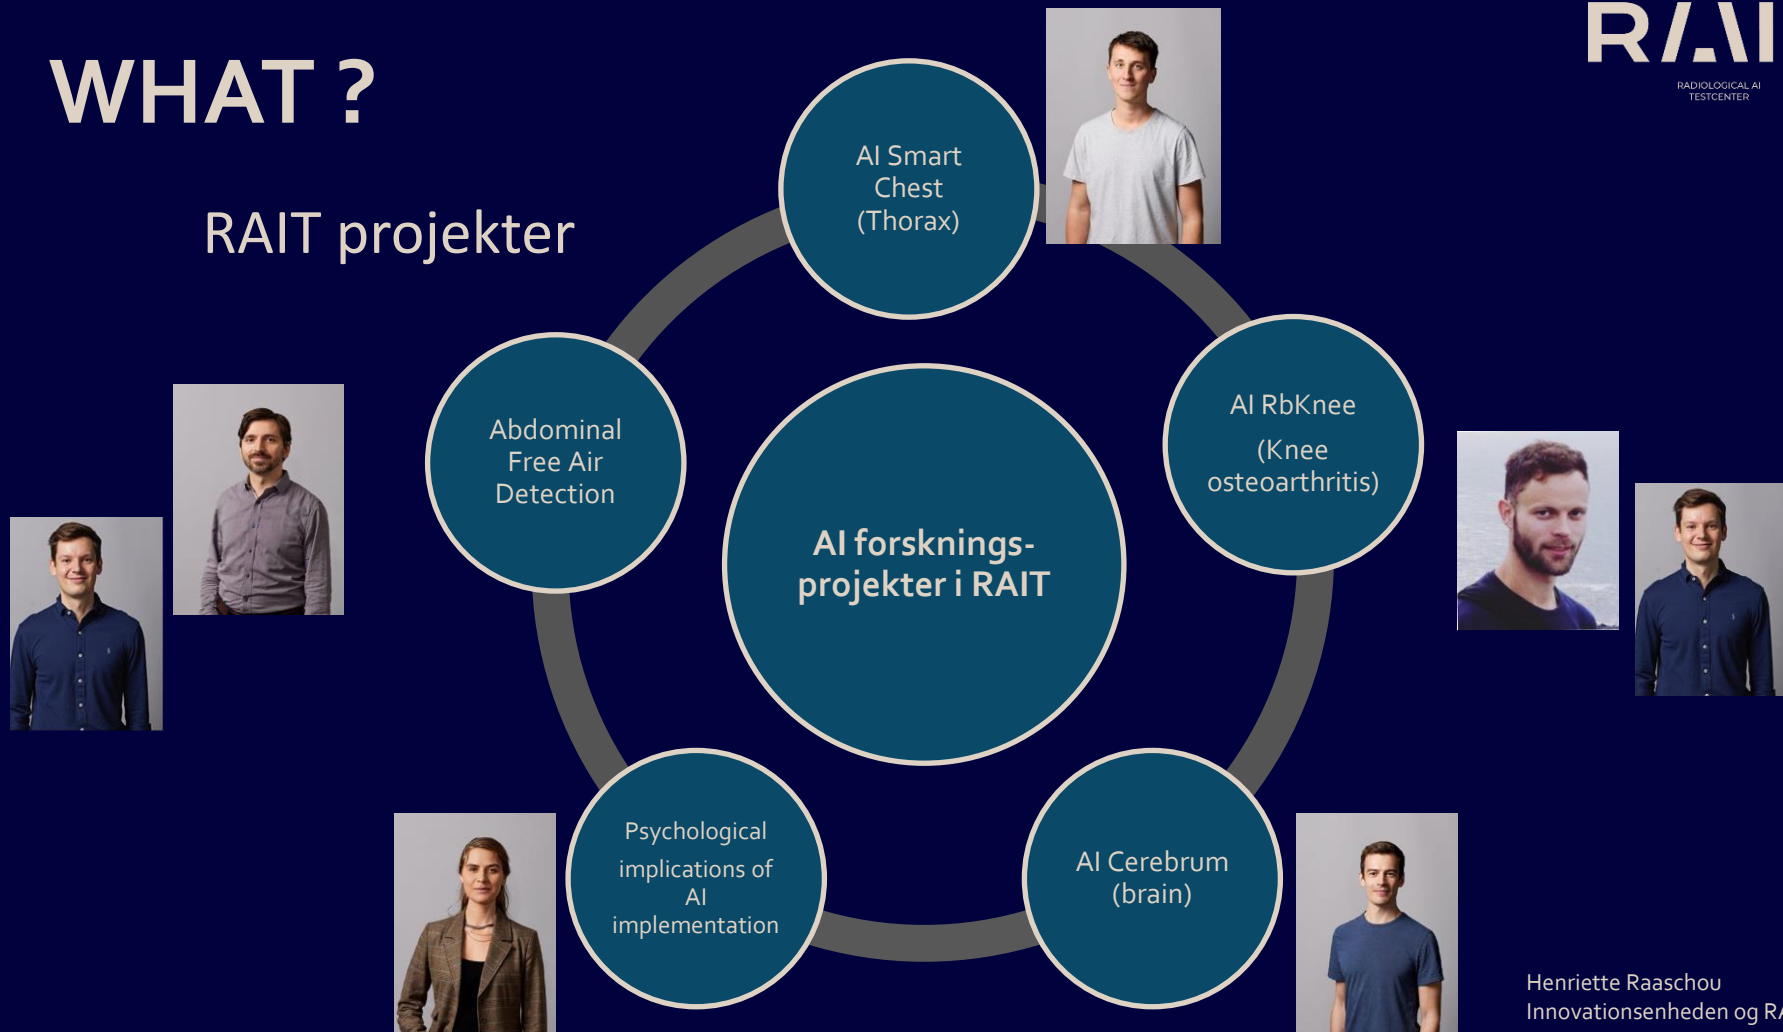 WHAT ?
RAIT projekter
RAI
RADIOLOGICAL AI
TESTCENTER
AI Smart
Chest
(Thorax)
Abdominal
Free Air
Detection
AI RbKnee
(Knee
osteoarthritis)
AI forsknings-
projekter i RAIT
Psychological
implications of
AI
implementation
AI Cerebrum
(brain)
Henriette Raaschou
Innovationsenheden og